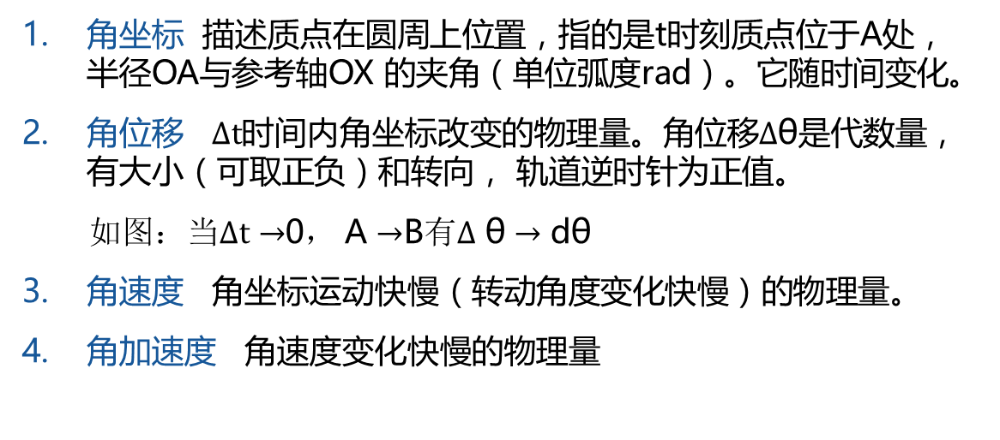 1. 角坐标 描述质点在圆周上位置，指的是t时刻质点位于A处，
半径OA与参考轴OX 的夹角（单位弧度rad）。它随时间变化。
2. 角位移 Δt时间内角坐标改变的物理量。角位移Δθ是代数量，
有大小（可取正负）和转向， 轨道逆时针为正值。
如图：当Δt →0， A →B有Δ θ → dθ
3. 角速度 角坐标运动快慢（转动角度变化快慢）的物理量。
4. 角加速度 角速度变化快慢的物理量